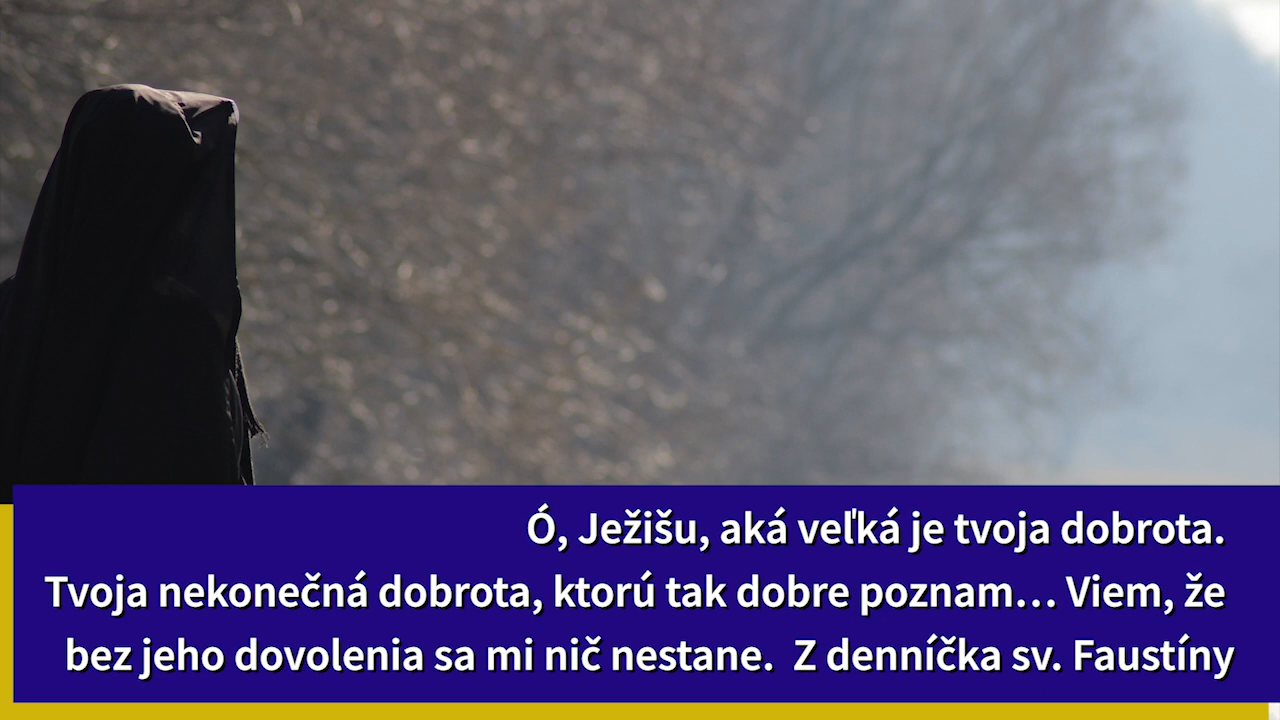 Ó, Ježišu, aká veľká je tvoja dobrota.
Tvoja nekonečná dobrota, ktorú tak dobre poznam… Viem, že
bez jeho dovolenia sa mi nič nestane.  Z denníčka sv. Faustíny